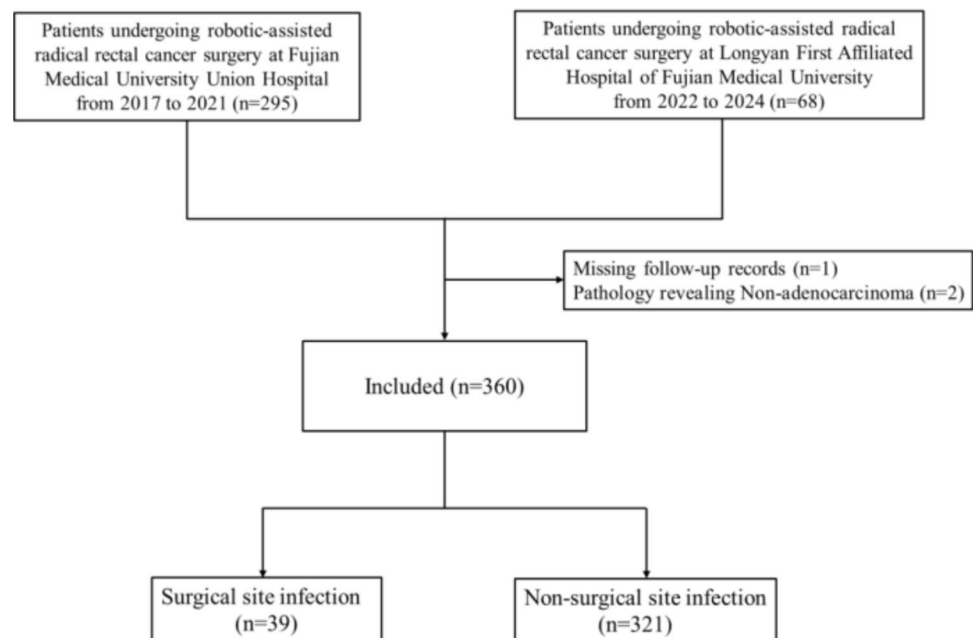 Patients undergoing robotic-assisted
radical rectal cancer surgery at Fujian
Medical University Union Hospital
from 2017 to 2021 (n=295)
Patients undergoing robotic-assisted radical
rectal cancer surgery at Longyan First Affiliated
Hospital of Fujian Medical University
from 2022 to 2024 (n=68)
Missing follow-up records (n=1)
Pathology revealing Non-adenocarcinoma (n=2)
Included (n=360)
Surgical site infection
(n=39)
Non-surgical site infection
(n=321)